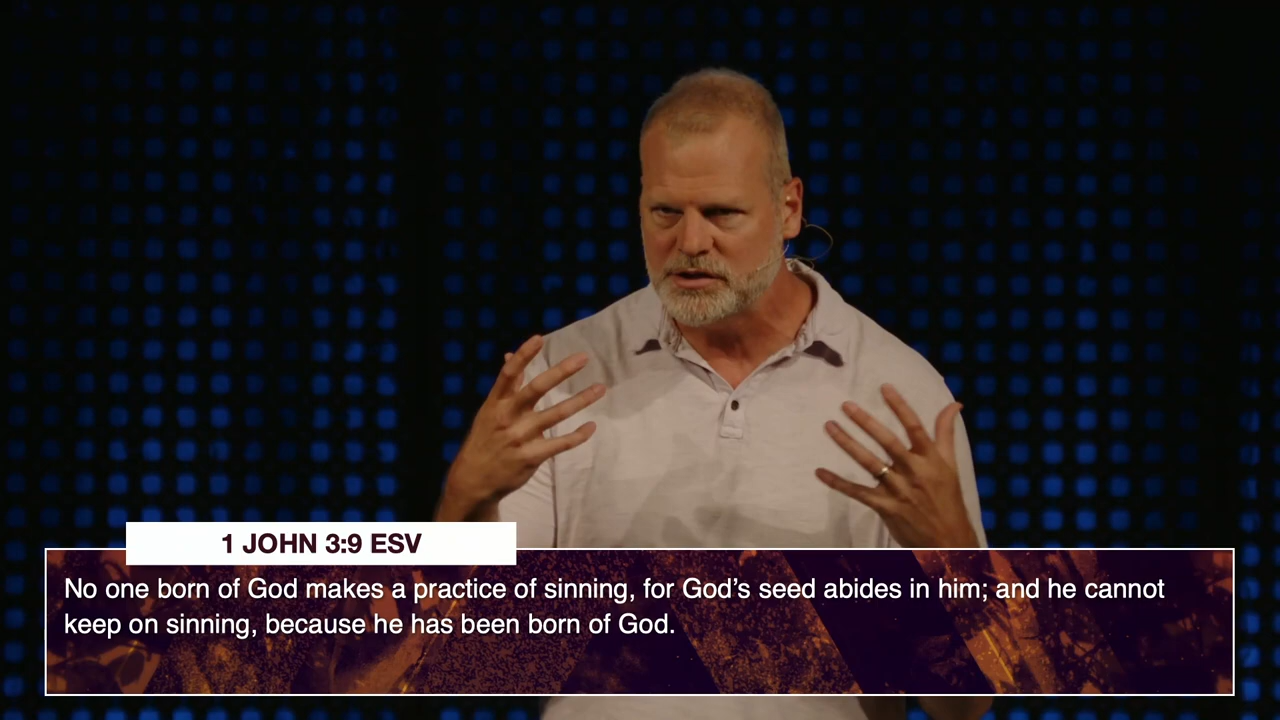 1 JOHN 3:9 ESV
No one born of God makes a practice of sinning, for God’s seed abides in him; and he cannot
keep on sinning, because he has been born of God.